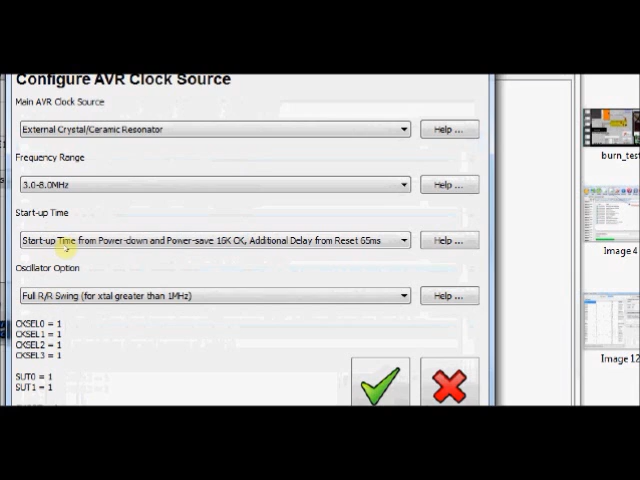 Configure AVR Clock Source
Main AVR Clock Source
External Crystal/Ceramic Resonator
Help ...
Frequency Range
3.0-8.0MHz
Help ...
Start-up Time
Start-up Time from Power-down and Power-save 16K CK, Additional Delay from Reset 65ms
Help ...
Oscillator Option
Full R/R Swing (for xtal greater than 1MHz)
Help ...
CKSEL0 = 1
CKSEL1 = 1
CKSEL2 = 1
CKSEL3 = 1
SUT0 = 1
SUT1 = 1
burn_tes
Image 4
Image 12